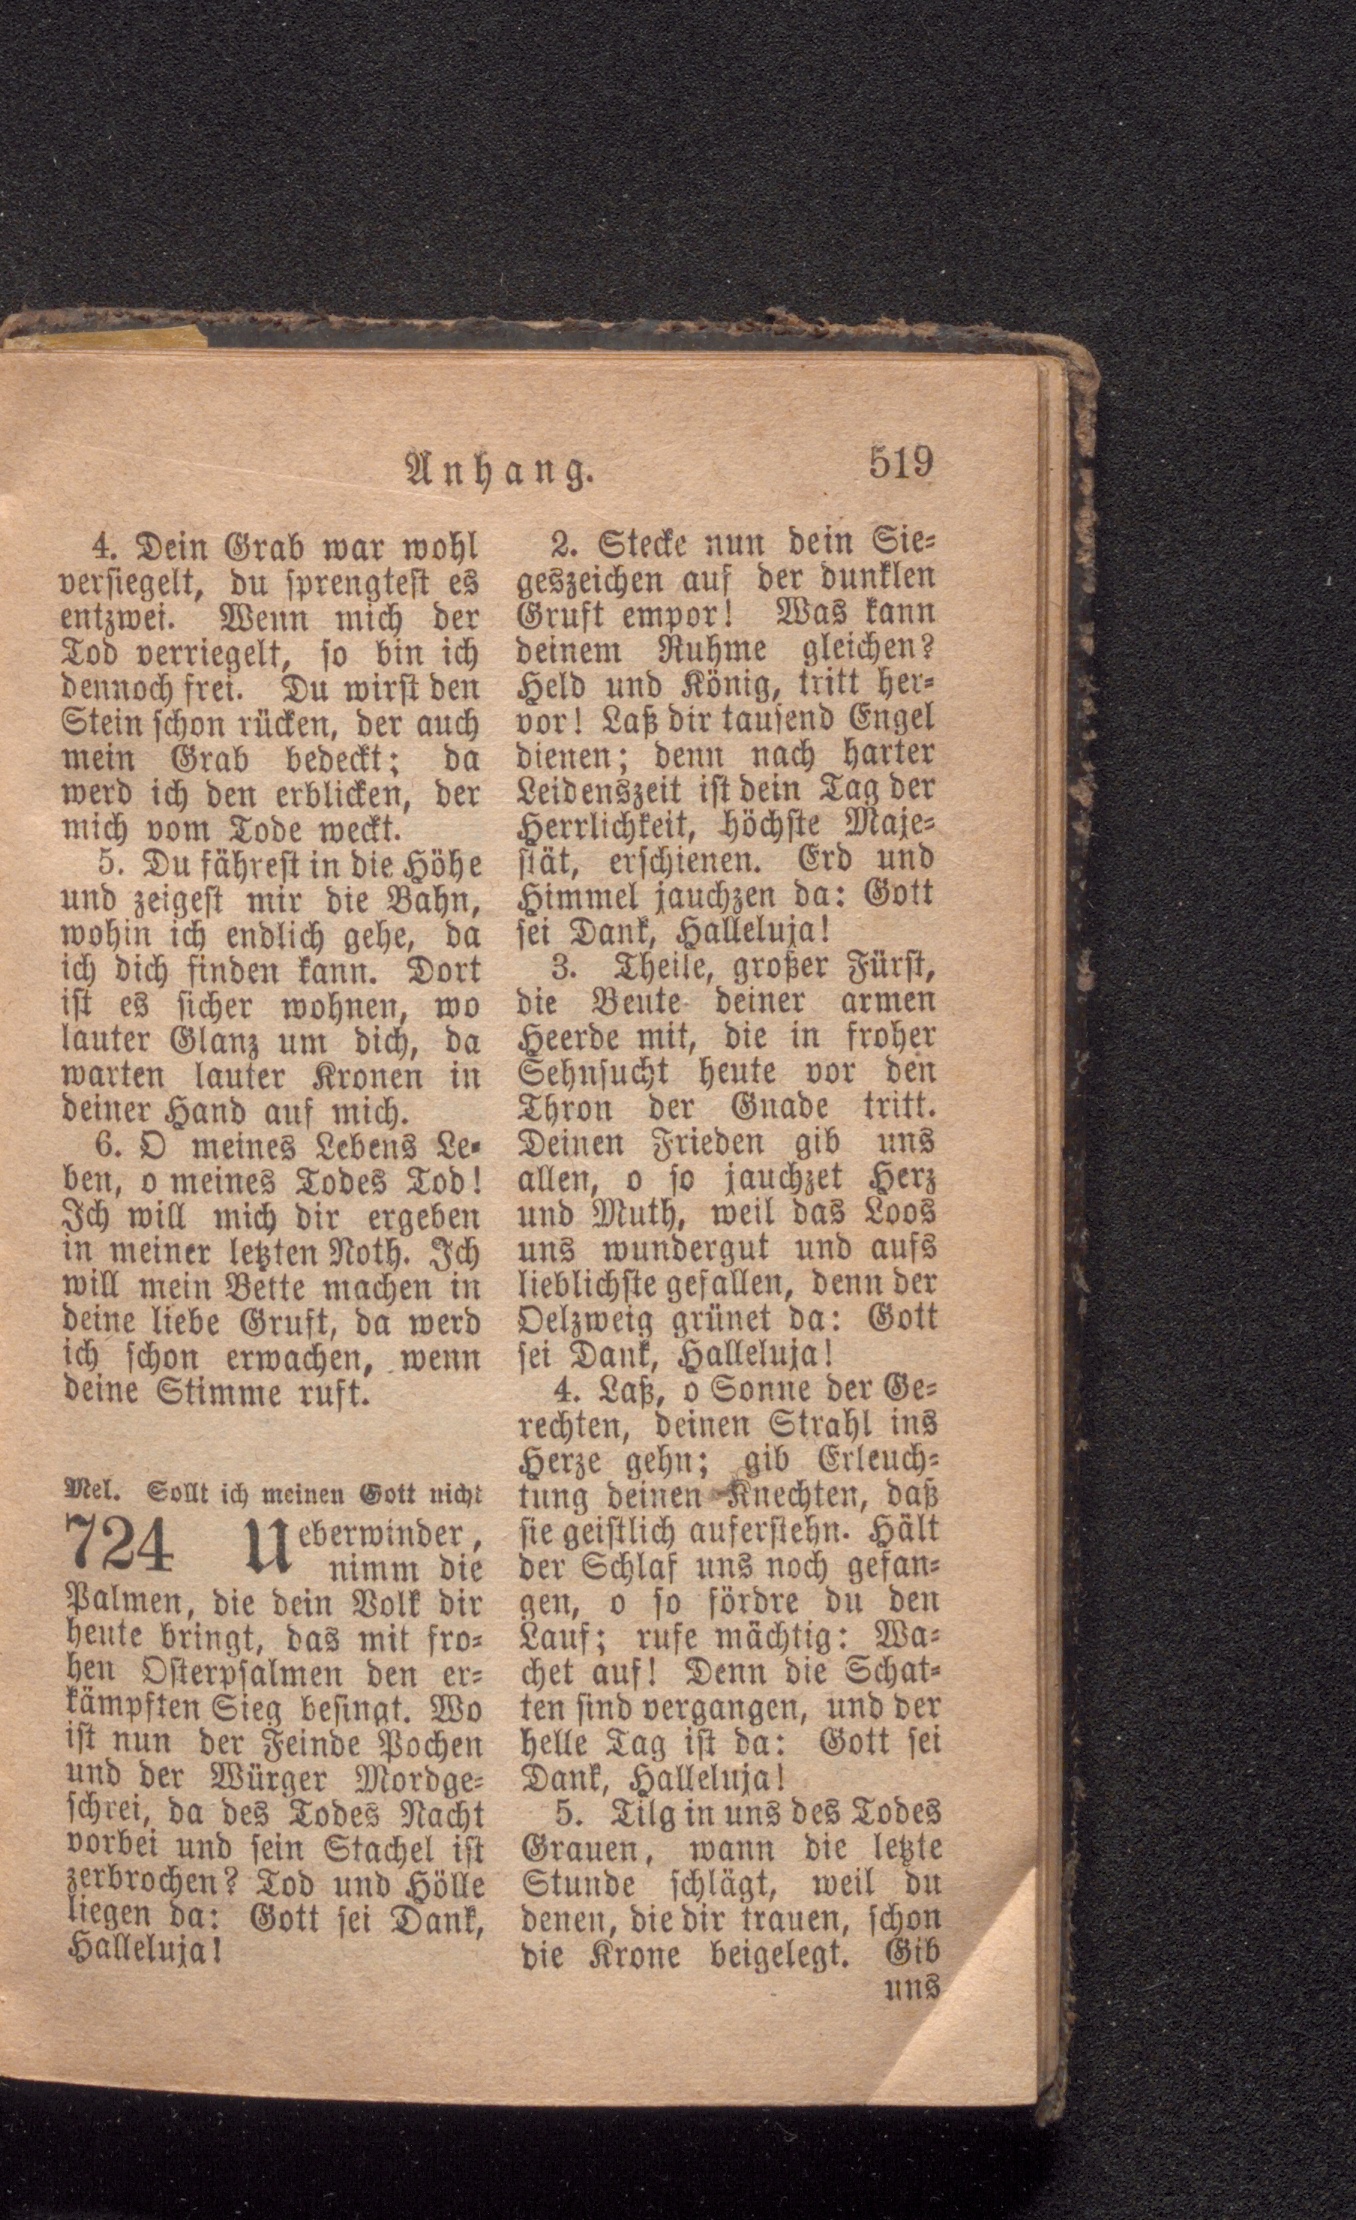 Anhang. 519
4. Dein Grab war wohl
versiegelt, du sprengtest es
entzwei. Wenn mich der
Tod verriegelt, so bin ich
dennoch frei. Du wirst den
Stein schon rücken, der auch
mein Grab bedeckt; da
werd ich den erblicken, der
mich vom Tode weckt.
5. Du fährest in die Höhe
und zeigest mir die Bahn,
wohin ich endlich gehe, da
ich dich finden kann. Dort
ist es sicher wohnen, wo
lauter Glanz um dich, da
warten lauter Kronen in
deiner Hand auf mich.
6. O meines Lebens Le-
ben, o meines Todes Tod!
Ich will mich dir ergeben
in meiner letzten Noth. Ich
will mein Bette machen in
deine liebe Gruft, da werd
ich schon erwachen, wenn
deine Stimme ruft.
Mel. Sollt ich meinen Gott nicht
724 Ueberwinder,
nimm die
Palmen, die dein Volk dir
heute bringt, das mit fro-
hen Osterpsalmen den er-
kämpften Sieg besingt. Wo
ist nun der Feinde Pochen
und der Würger Mordge-
schrei, da des Todes Nacht
vorbei und sein Stachel ist
zerbrochen? Tod und Hölle
liegen da: Gott sei Dank,
Halleluja!
2. Stecke nun dein Sie-
geszeichen auf der dunklen
Gruft empor! Was kann
deinem Ruhme gleichen?
Held und König, tritt her-
vor! Laß dir tausend Engel
dienen; denn nach harter
Leidenszeit ist dein Tag der
Herrlichkeit, höchste Maje-
stät, erschienen. Erd und
Himmel jauchzen da: Gott
sei Dank, Halleluja!
3. Theile, großer Fürst,
die Beute deiner armen
Heerde mit, die in froher
Sehnsucht heute vor den
Thron der Gnade tritt.
Deinen Frieden gib uns
allen, o so jauchzet Herz
und Muth, weil das Loos
uns wundergut und aufs
lieblichste gefallen, denn der
Oelzweig grünet da: Gott
sei Dank, Halleluja!
4. Laß, o Sonne der Ge-
rechten, deinen Strahl ins
Herze gehn; gib Erleuch-
tung deinen Knechten, daß
sie geistlich auferstehn. Hält
der Schlaf uns noch gefan-
gen, o so fördre du den
Lauf; rufe mächtig: Wa-
chet auf! Denn die Schat-
ten sind vergangen, und der
helle Tag ist da: Gott sei
Dank, Halleluja!
5. Tilg in uns des Todes
Grauen, wann die letzte
Stunde schlägt, weil du
denen, die dir trauen, schon
die Krone beigelegt. Gib
uns